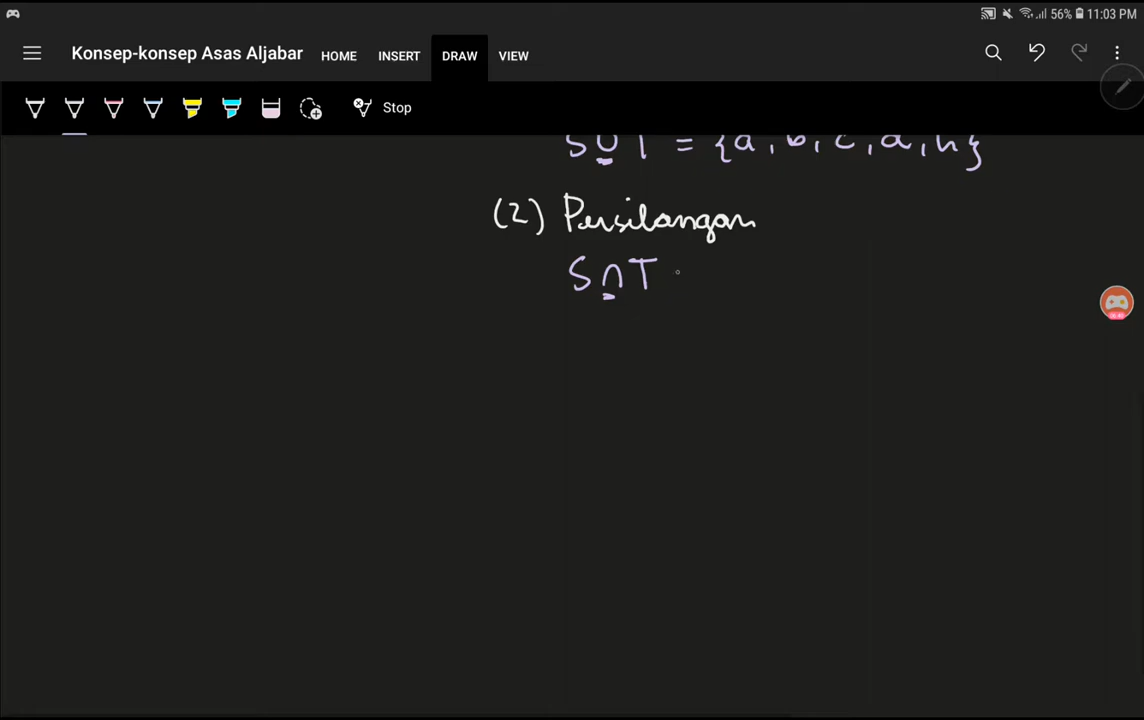 56% 11:03 PM
Konsep-konsep Asas Aljabar HOME INSERT DRAW VIEW
Stop
S∪T = {a, b, c, d, h}
(2) Persilangan
S∩T